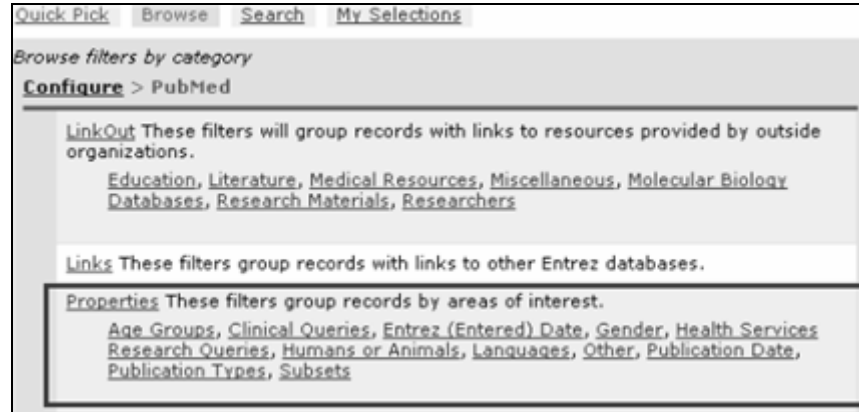 Quick Pick Browse Search My Selections
Browse filters by category
Configure > PubMed
LinkOut These filters will group records with links to resources provided by outside
organizations.
Education, Literature, Medical Resources, Miscellaneous, Molecular Biology
Databases, Research Materials, Researchers
Links These filters group records with links to other Entrez databases.
Properties These filters group records by areas of interest.
Age Groups, Clinical Queries, Entrez (Entered) Date, Gender, Health Services
Research Queries, Humans or Animals, Languages, Other, Publication Date,
Publication Types, Subsets